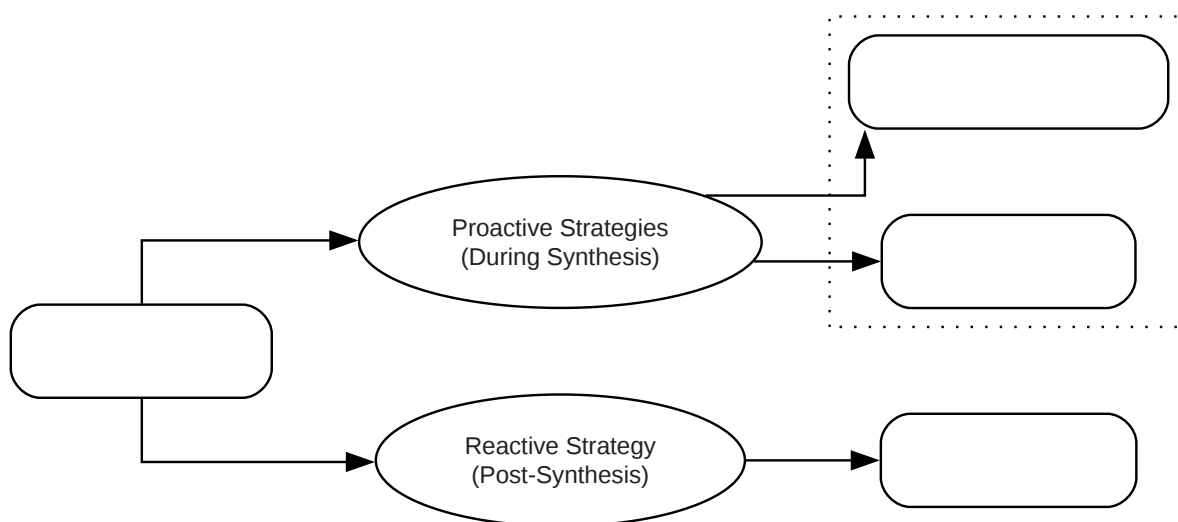 Proactive Strategies
(During Synthesis)
Reactive Strategy
(Post-Synthesis)